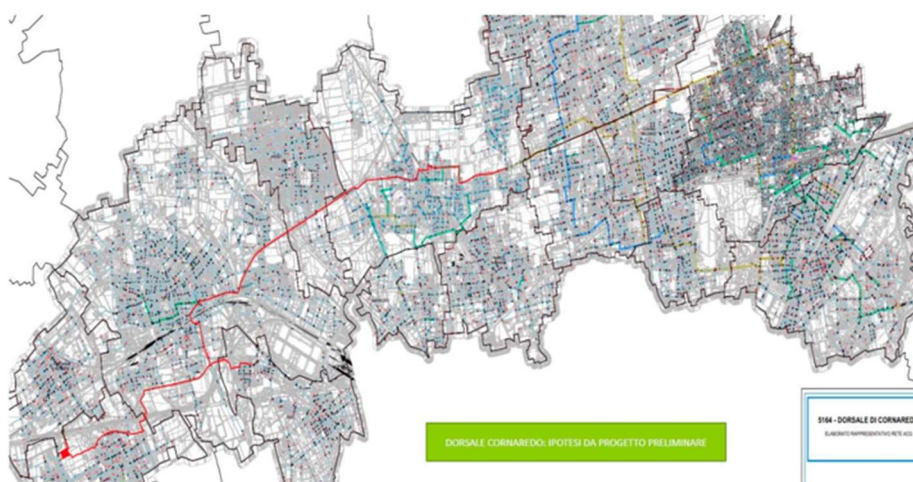 5164 - DORSALE DI CORNARED
ELABORATO RAPPRESENTATIVO RETE ACQ
DORSALE CORNAREDO: IPOTESI DA PROGETTO PRELIMINARE